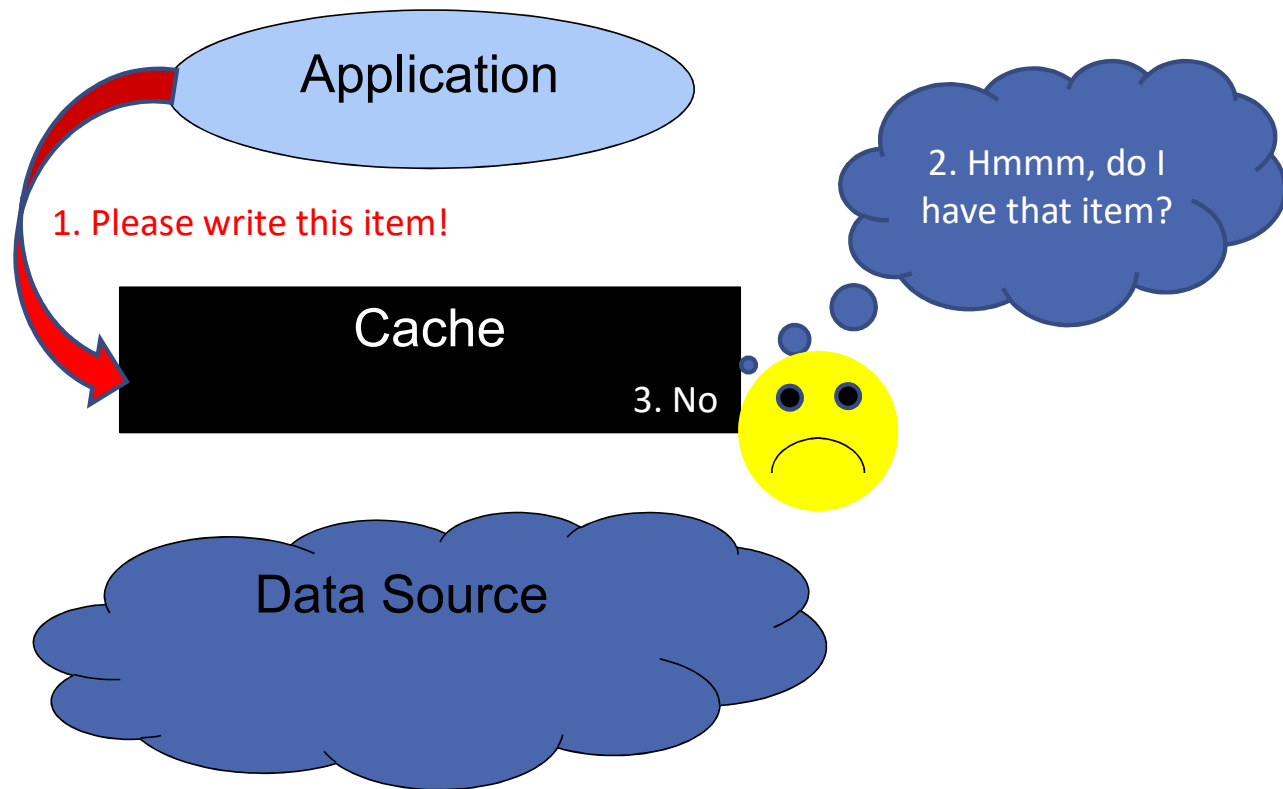 Application
1. Please write this item!
2. Hmmm, do I
have that item?
Cache
3. No
Data Source